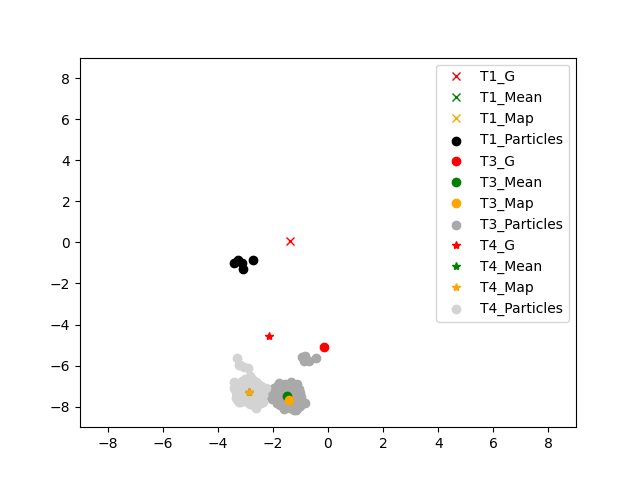 8
6
4
2
0
−2
−4
−6
−8
−8 −6 −4 −2 0 2 4 6 8
T1_G
T1_Mean
T1_Map
T1_Particles
T3_G
T3_Mean
T3_Map
T3_Particles
T4_G
T4_Mean
T4_Map
T4_Particles